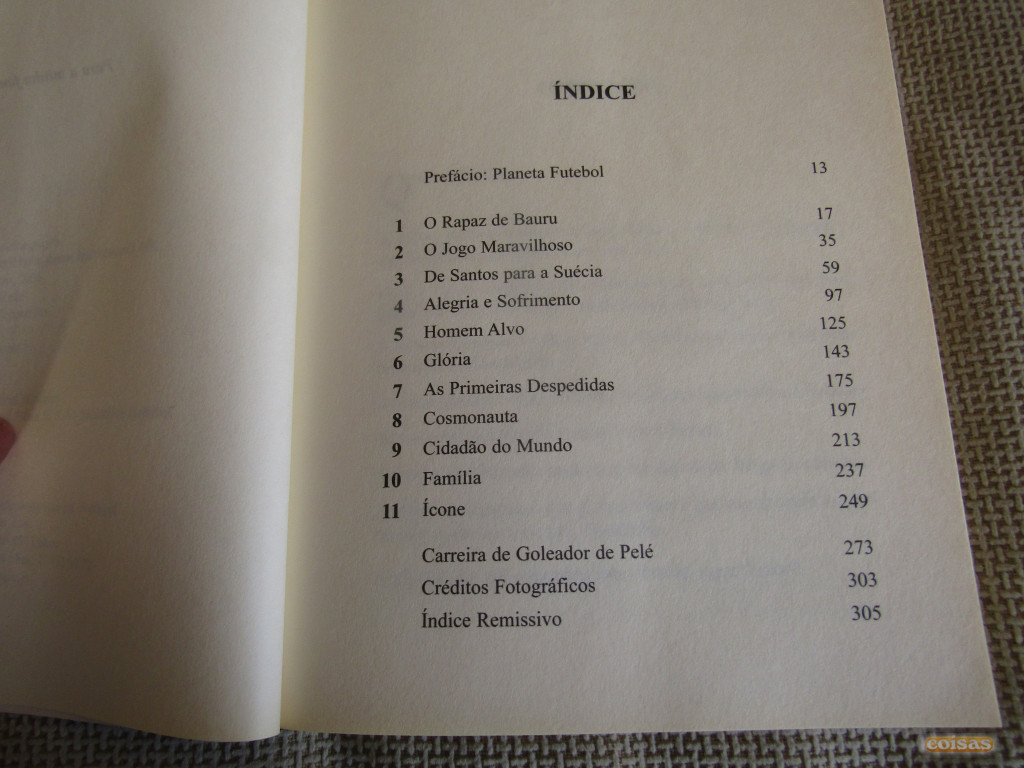 ÍNDICE
Prefácio: Planeta Futebol 13
1 O Rapaz de Bauru 17
2 O Jogo Maravilhoso 35
3 De Santos para a Suécia 59
4 Alegria e Sofrimento 97
5 Homem Alvo 125
6 Glória 143
7 As Primeiras Despedidas 175
8 Cosmonauta 197
9 Cidadão do Mundo 213
10 Família 237
11 Ícone 249
Carreira de Goleador de Pelé 273
Créditos Fotográficos 303
Índice Remissivo 305
coisas